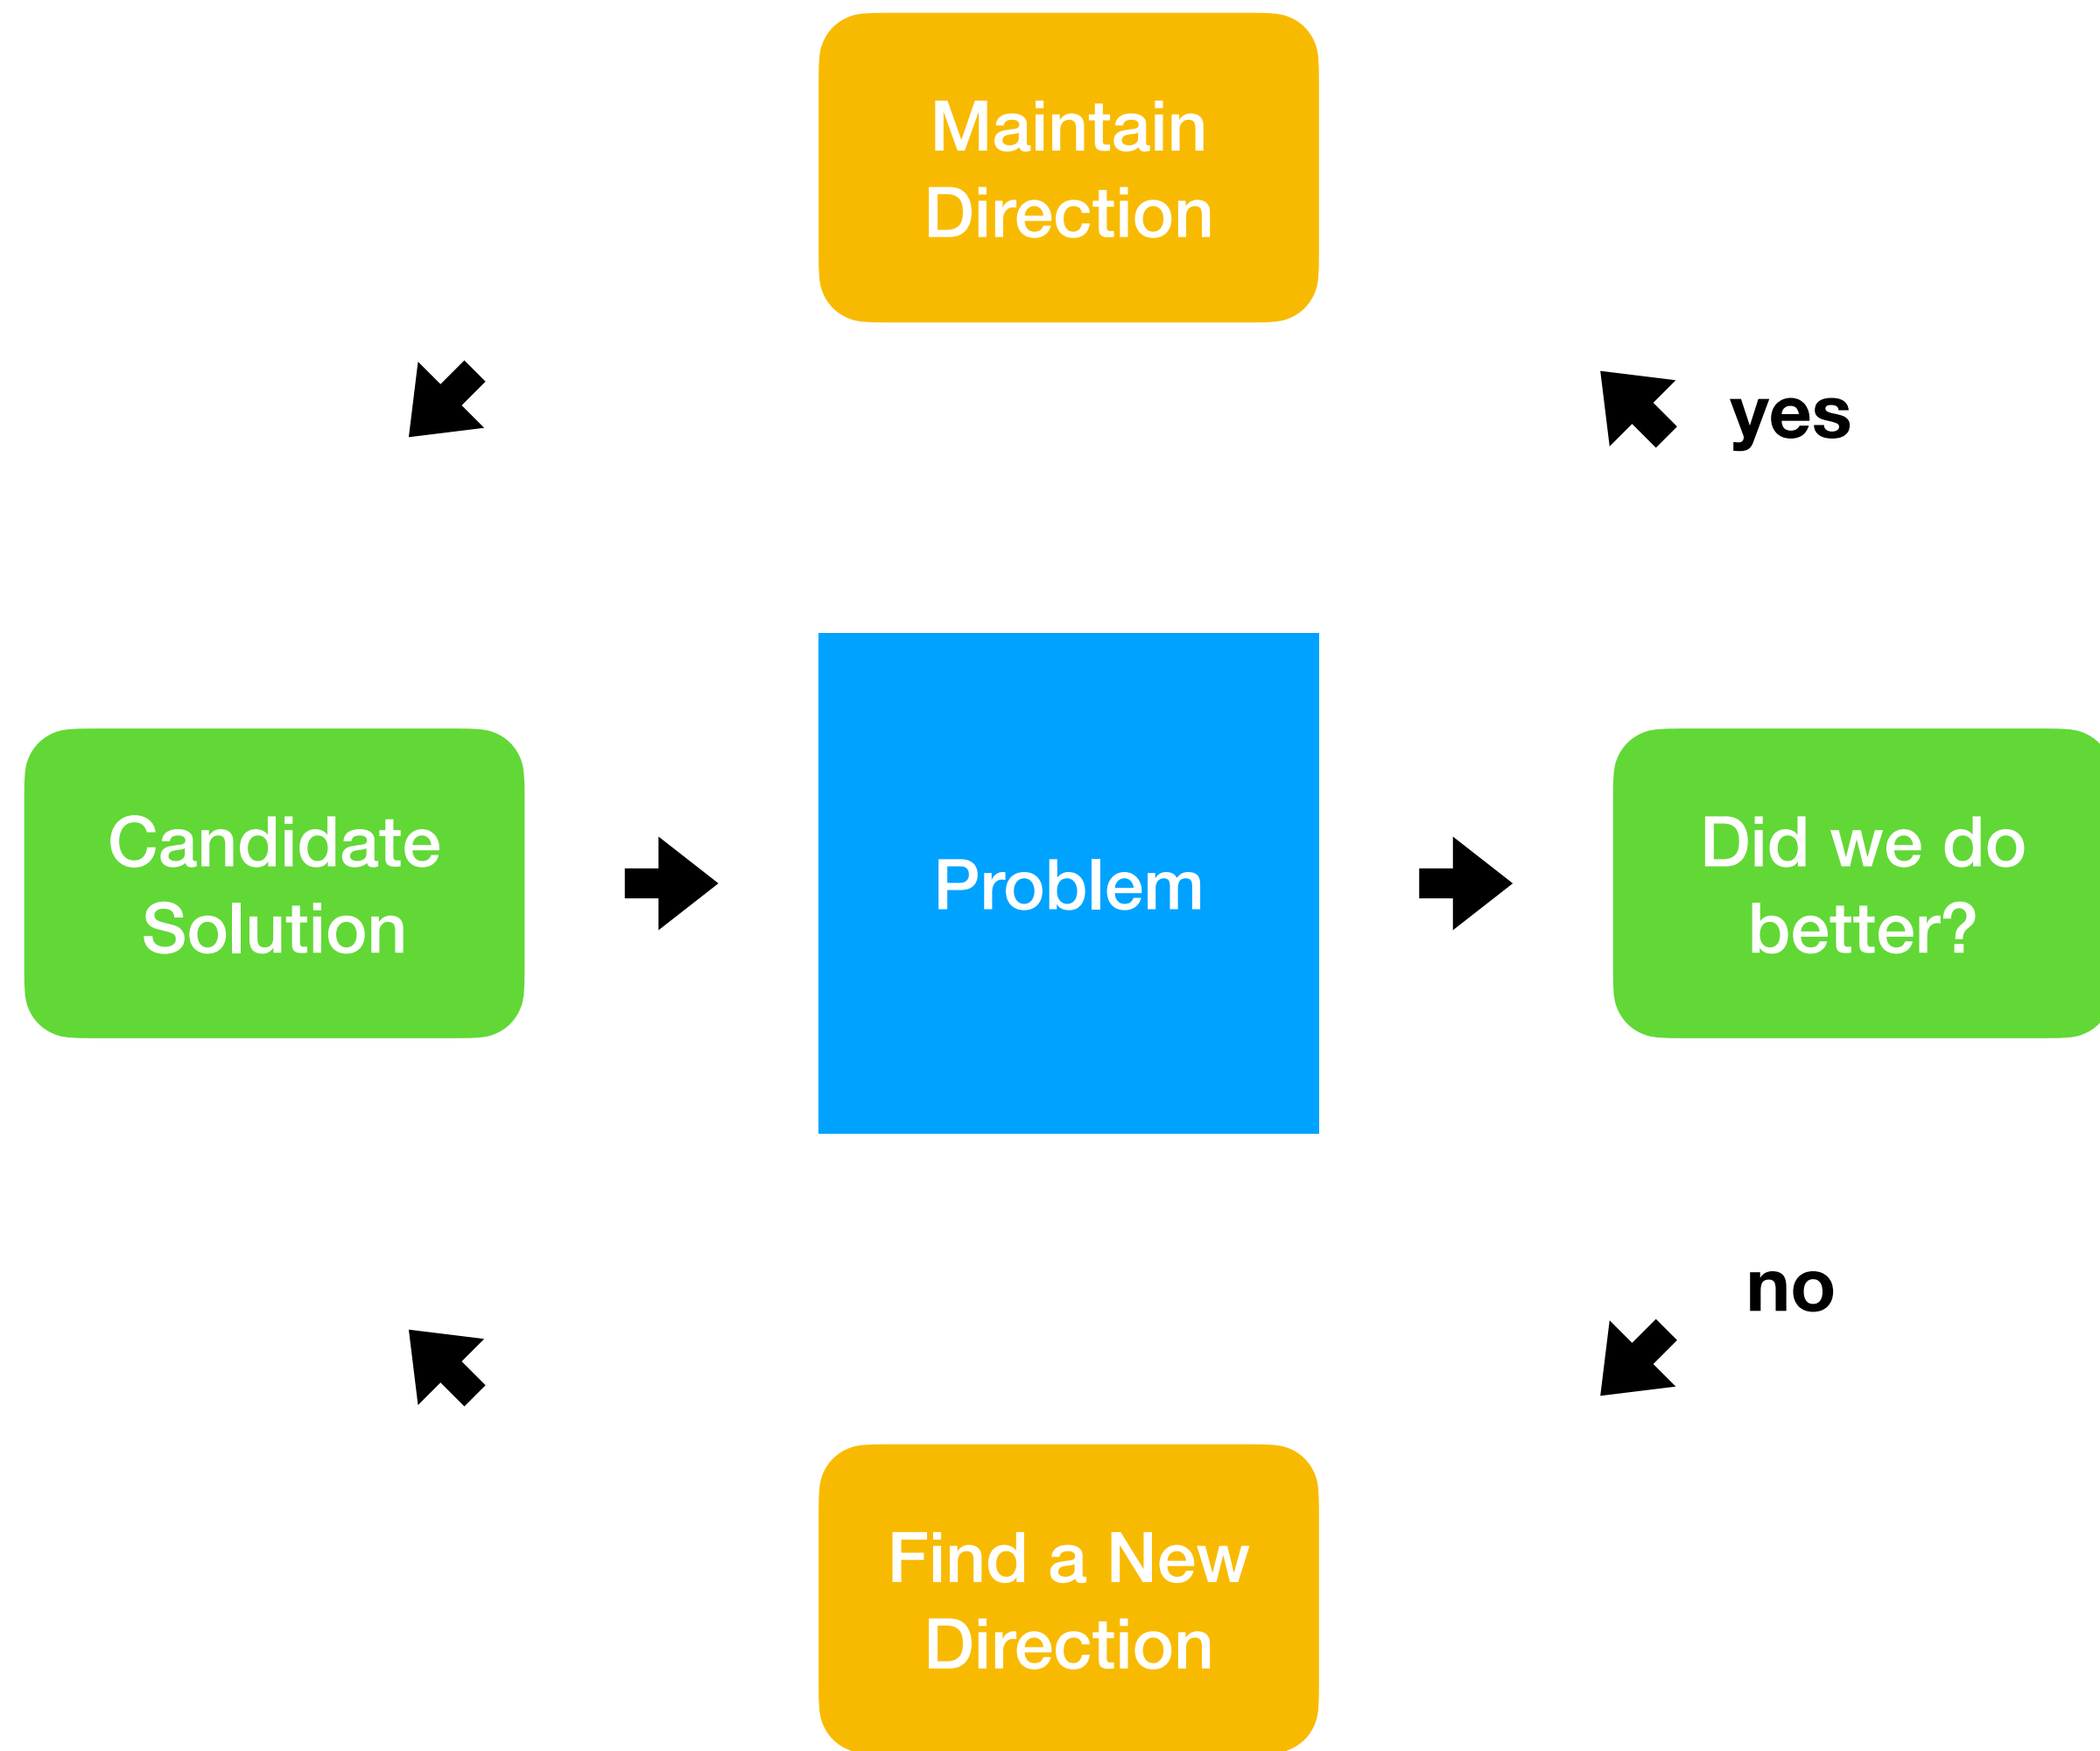 Maintain
Direction
yes
Candidate
Solution
Problem
Did we do
better?
no
Find a New
Direction